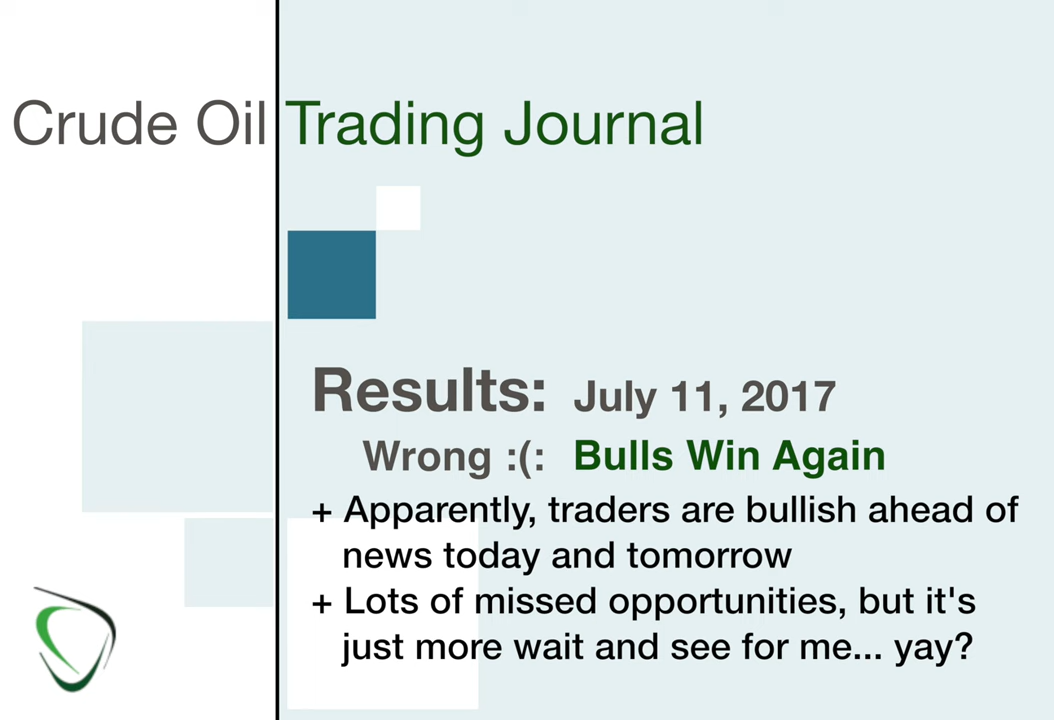 Crude Oil Trading Journal
Results: July 11, 2017
Wrong :(: Bulls Win Again
+ Apparently, traders are bullish ahead of
news today and tomorrow
+ Lots of missed opportunities, but it's
just more wait and see for me... yay?